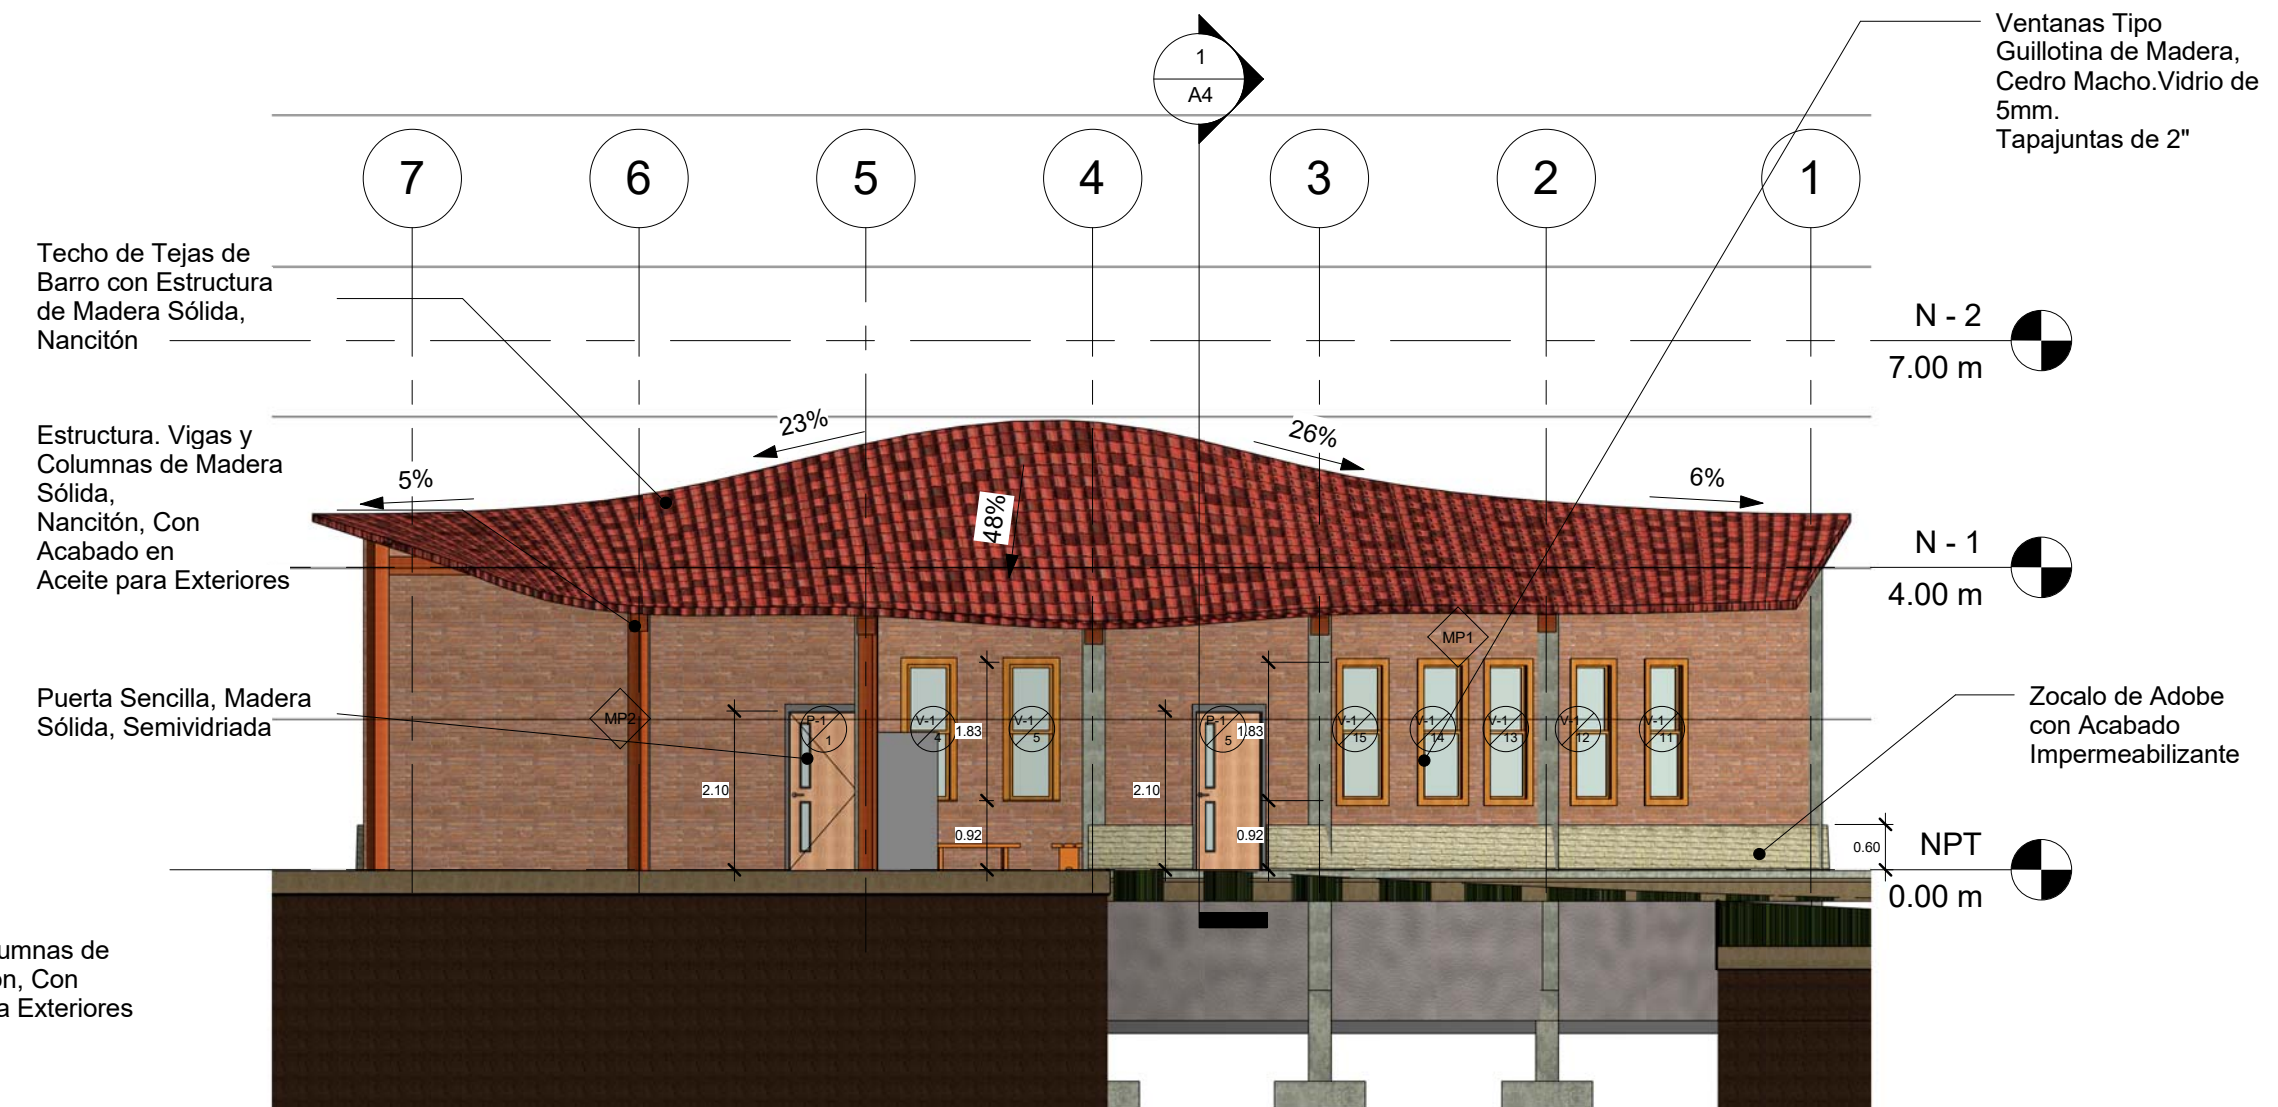 1
A4
Ventanas Tipo
Guillotina de Madera,
Cedro Macho.Vidrio de
5mm.
Tapajuntas de 2"
7
6
5
4
3
2
1
Techo de Tejas de
Barro con Estructura
de Madera Sólida,
Nancitón
N - 2
7.00 m
Estructura. Vigas y
Columnas de Madera
Sólida,
Nancitón, Con
Acabado en
Aceite para Exteriores
5%
23%
48%
26%
6%
N - 1
4.00 m
Puerta Sencilla, Madera
Sólida, Semividriada
MP2
MP1
P-1
1
V-1
4
1.83
V-1
5
P-1
5
1.83
V-1
15
V-1
14
V-1
13
V-1
12
V-1
11
2.10
0.92
2.10
0.92
0.60
Zocalo de Adobe
con Acabado
Impermeabilizante
NPT
0.00 m
umnas de
n, Con
a Exteriores